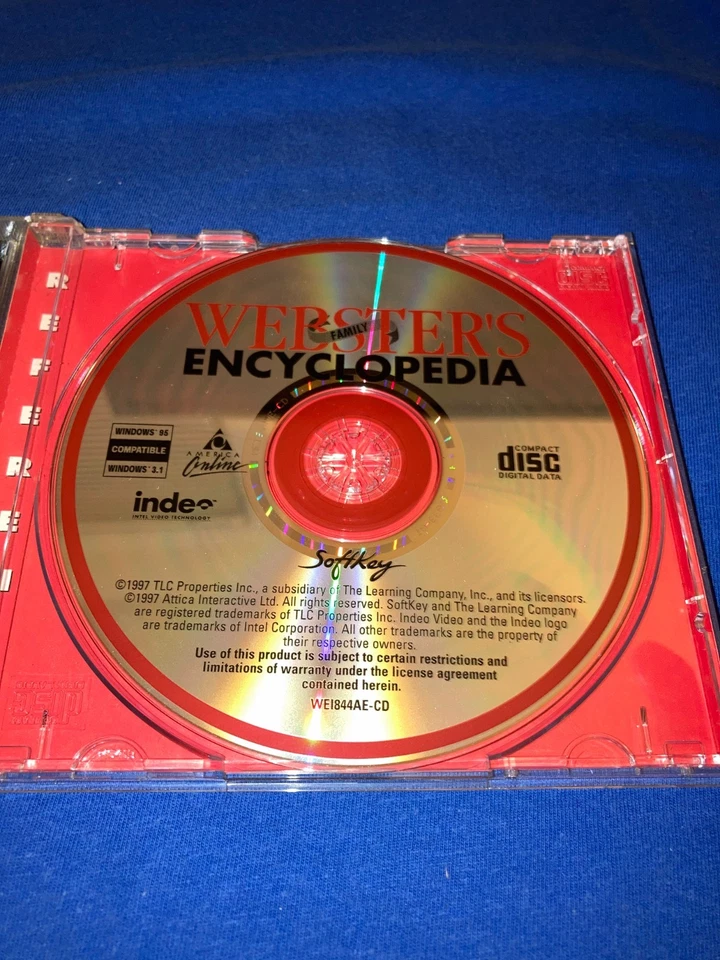 WEBSTER'S
FAMILY
ENCYCLOPEDIA
WINDOWS® 95
COMPATIBLE
WINDOWS® 3.1
AMERICA
Online
COMPACT
disc
DIGITAL DATA
indeo™
INTEL VIDEO TECHNOLOGY
SoftKey
©1997 TLC Properties Inc., a subsidiary of The Learning Company, Inc., and its licensors.
©1997 Attica Interactive Ltd. All rights reserved. SoftKey and The Learning Company
are registered trademarks of TLC Properties Inc. Indeo Video and the Indeo logo
are trademarks of Intel Corporation. All other trademarks are the property of
their respective owners.
Use of this product is subject to certain restrictions and
limitations of warranty under the license agreement
contained herein.
WEI844AE-CD
R
E
F
E
R
E